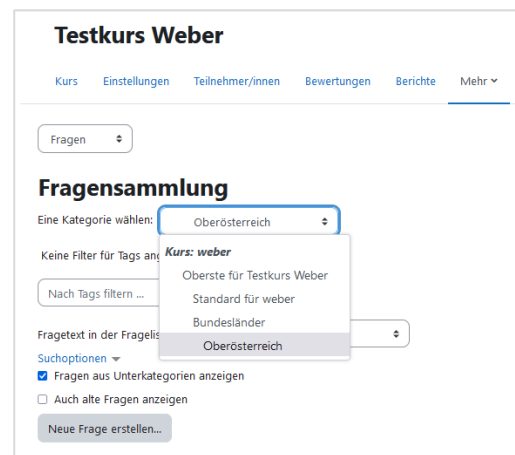 Testkurs Weber
Kurs Einstellungen Teilnehmer/innen Bewertungen Berichte Mehr
Fragen
Fragensammlung
Eine Kategorie wählen: Oberösterreich
Kurs: weber
Keine Filter für Tags
Oberste für Testkurs Weber
Nach Tags filtern ...
Standard für weber
Bundesländer
Fragetext in der
Oberösterreich
Suchoptionen
Fragen aus Unterkategorien anzeigen
Auch alte Fragen anzeigen
Neue Frage erstellen...